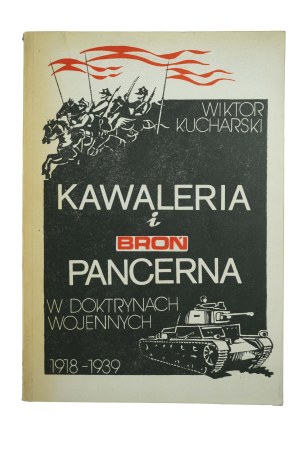 WIKTOR
KUCHARSKI
KAWALERIA
i
BROŃ
PANCERNA
W DOKTRYNACH
WOJENNYCH
1918-1939